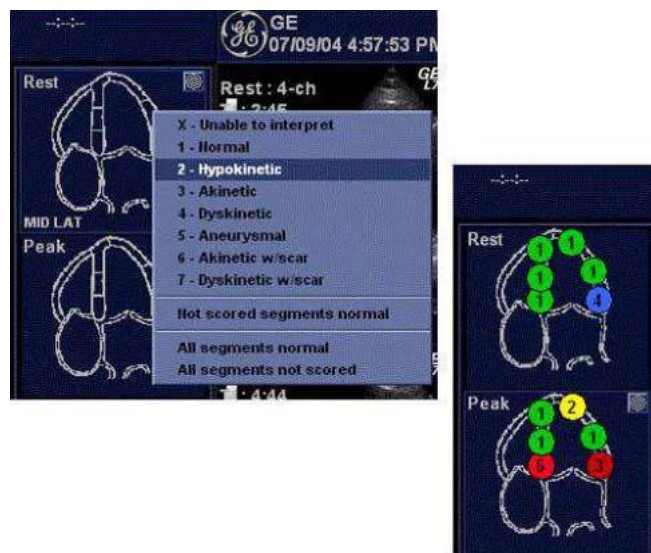 --:--:--
GE
GE
07/09/04 4:57:53 PM
Rest
Rest : 4-ch
X - Unable to interpret
1 - Normal
2 - Hypokinetic
3 - Akinetic
4 - Dyskinetic
5 - Aneurysmal
6 - Akinetic w/scar
7 - Dyskinetic w/scar
Not scored segments normal
All segments normal
All segments not scored
MID LAT
Peak
: 4:44
--:--:--
Rest
1
1
1
1
1
4
Peak
2
1
1
1
6
3